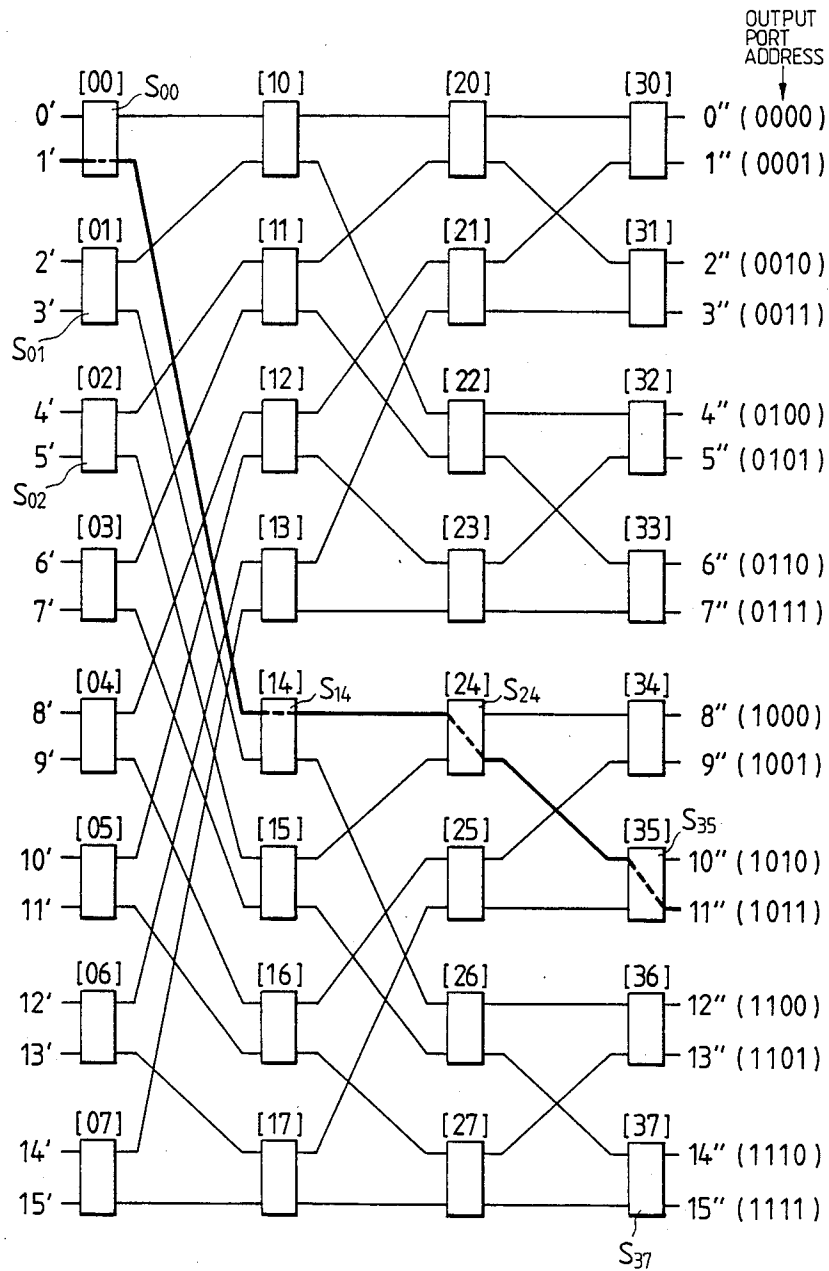 OUTPUT
PORT
ADDRESS
[00] S00 [10] [20] [30]
0′ 0″ (0000)
1′ 1″ (0001)
[01] [11] [21] [31]
2′ 2″ (0010)
3′ 3″ (0011)
S01
[02] [12] [22] [32]
4′ 4″ (0100)
5′ 5″ (0101)
S02
[03] [13] [23] [33]
6′ 6″ (0110)
7′ 7″ (0111)
[04] [14] S14 [24] S24 [34]
8′ 8″ (1000)
9′ 9″ (1001)
[05] [15] [25] [35] S35
10′ 10″ (1010)
11′ 11″ (1011)
[06] [16] [26] [36]
12′ 12″ (1100)
13′ 13″ (1101)
[07] [17] [27] [37]
14′ 14″ (1110)
15′ 15″ (1111)
S37